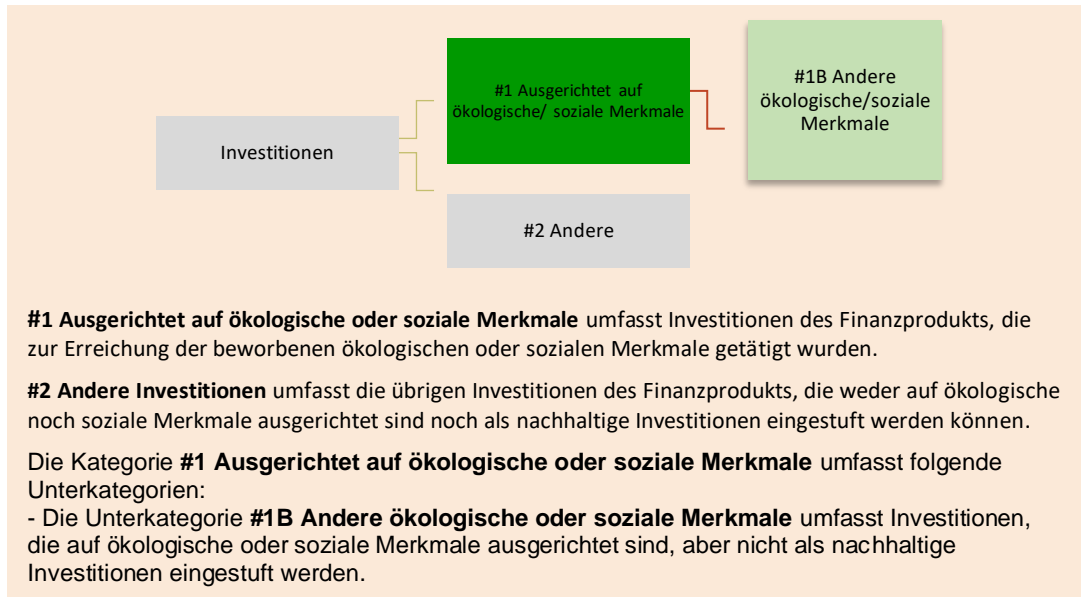 #1 Ausgerichtet auf
ökologische/ soziale Merkmale
#1B Andere
ökologische/soziale
Merkmale
Investitionen
#2 Andere
#1 Ausgerichtet auf ökologische oder soziale Merkmale umfasst Investitionen des Finanzprodukts, die
zur Erreichung der beworbenen ökologischen oder sozialen Merkmale getätigt wurden.
#2 Andere Investitionen umfasst die übrigen Investitionen des Finanzprodukts, die weder auf ökologische
noch soziale Merkmale ausgerichtet sind noch als nachhaltige Investitionen eingestuft werden können.
Die Kategorie #1 Ausgerichtet auf ökologische oder soziale Merkmale umfasst folgende
Unterkategorien:
- Die Unterkategorie #1B Andere ökologische oder soziale Merkmale umfasst Investitionen,
die auf ökologische oder soziale Merkmale ausgerichtet sind, aber nicht als nachhaltige
Investitionen eingestuft werden.